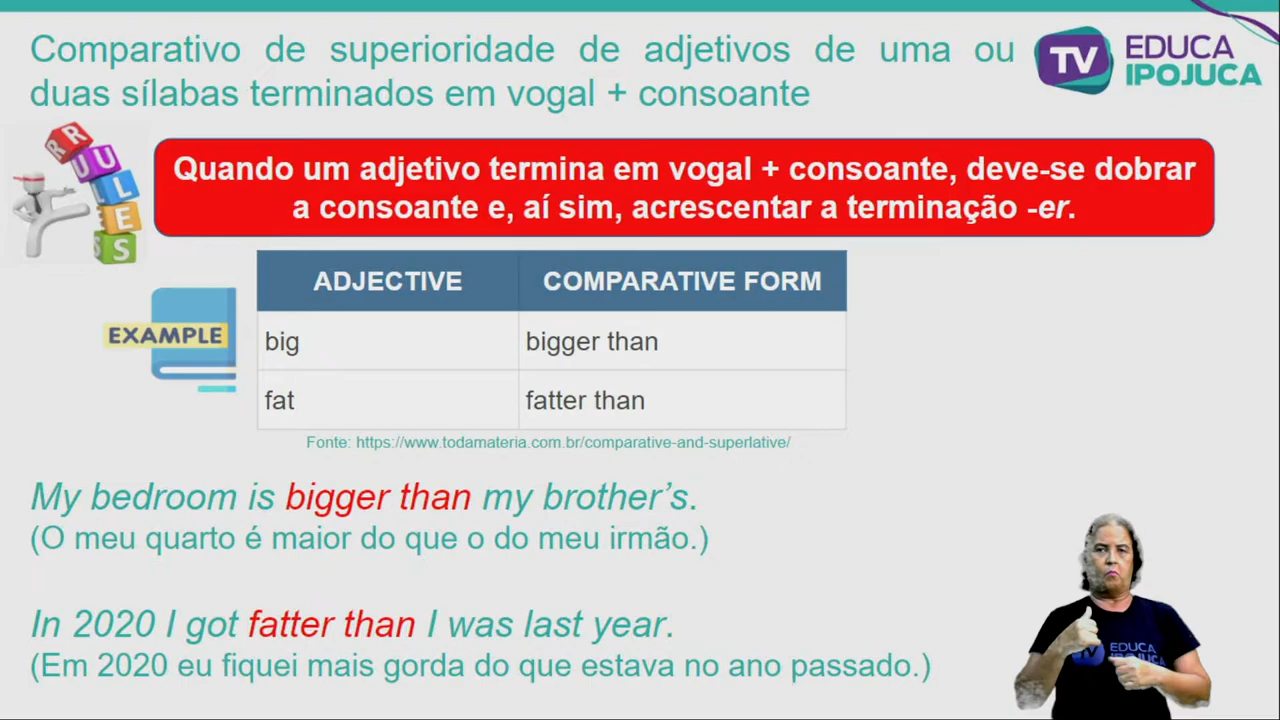 Comparativo de superioridade de adjetivos de uma ou
duas sílabas terminados em vogal + consoante
TV EDUCA
IPOJUCA
RULES
Quando um adjetivo termina em vogal + consoante, deve-se dobrar
a consoante e, aí sim, acrescentar a terminação -er.
EXAMPLE
ADJECTIVE COMPARATIVE FORM
big bigger than
fat fatter than
Fonte: https://www.todamateria.com.br/comparative-and-superlative/
My bedroom is bigger than my brother's.
(O meu quarto é maior do que o do meu irmão.)
In 2020 I got fatter than I was last year.
(Em 2020 eu fiquei mais gorda do que estava no ano passado.)
TV EDUCA
IPOJUCA